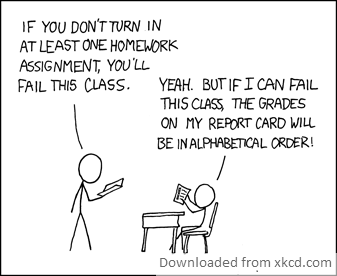 IF YOU DON'T TURN IN
AT LEAST ONE HOMEWORK
ASSIGNMENT, YOU'LL
FAIL THIS CLASS.
YEAH. BUT IF I CAN FAIL
THIS CLASS, THE GRADES
ON MY REPORT CARD WILL
BE IN ALPHABETICAL ORDER!
Downloaded from xkcd.com